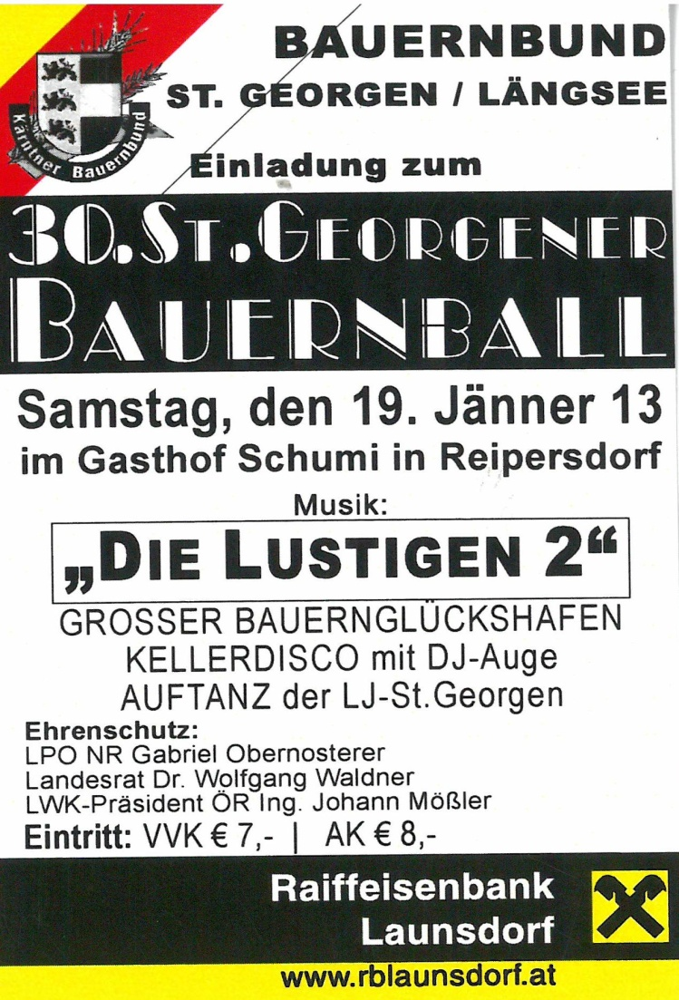 BAUERNBUND
ST. GEORGEN / LÄNGSEE
Kärntner Bauernbund
Einladung zum
30. ST. GEORGENER
BAUERNBALL
Samstag, den 19. Jänner 13
im Gasthof Schumi in Reipersdorf
Musik:
„DIE LUSTIGEN 2“
GROSSER BAUERNGLÜCKSHAFEN
KELLERDISCO mit DJ-Auge
AUFTANZ der LJ-St.Georgen
Ehrenschutz:
LPO NR Gabriel Obernosterer
Landesrat Dr. Wolfgang Waldner
LWK-Präsident ÖR Ing. Johann Mößler
Eintritt: VVK € 7,- | AK € 8,-
Raiffeisenbank
Launsdorf
www.rblaunsdorf.at